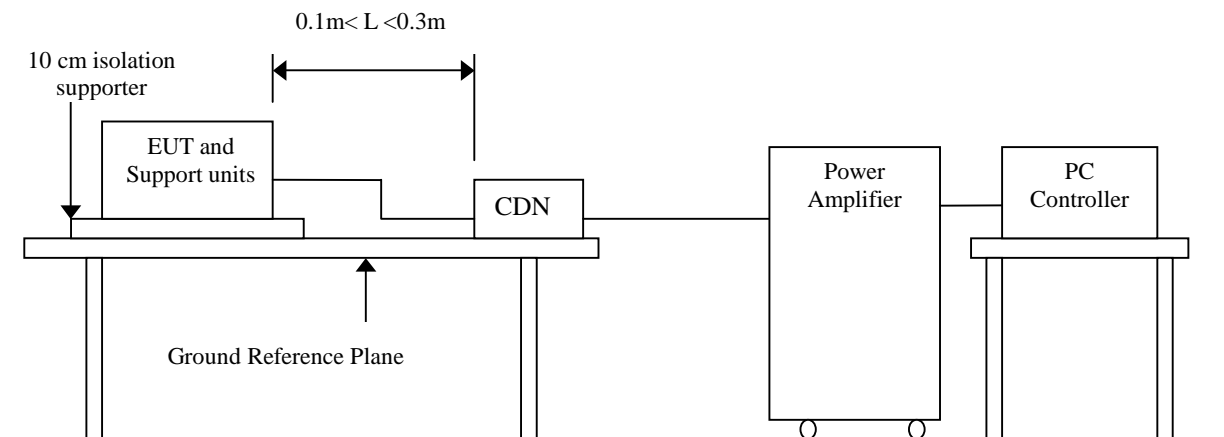 0.1m< L <0.3m
10 cm isolation
supporter
EUT and
Support units
CDN
Power
Amplifier
PC
Controller
Ground Reference Plane